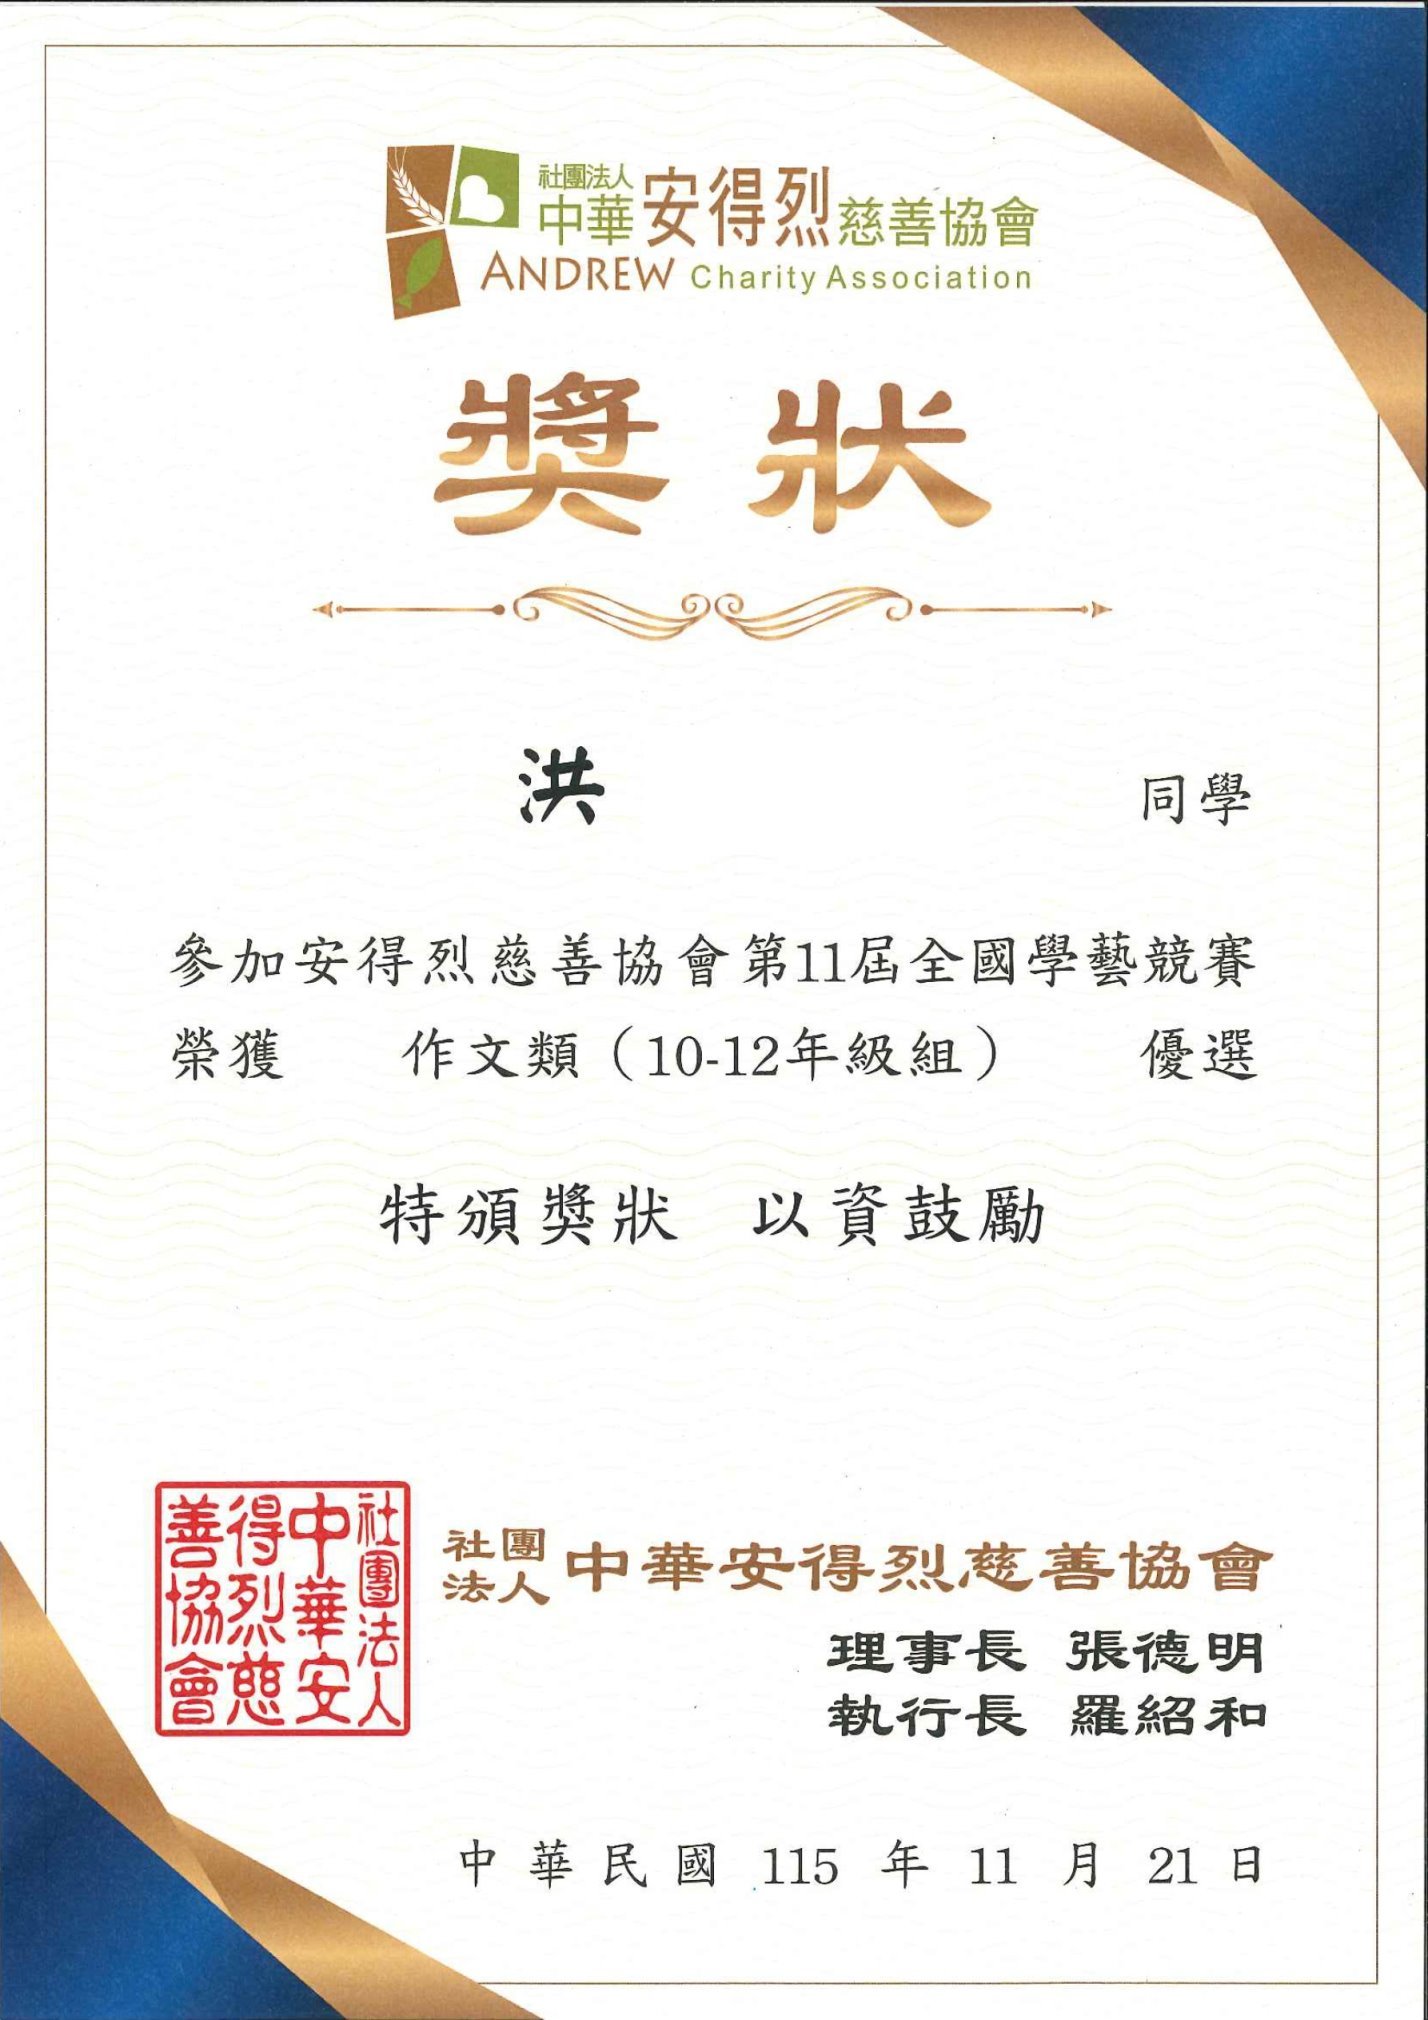 社團法人
中華安得烈慈善協會
ANDREW Charity Association
獎狀
洪 同學
參加安得烈慈善協會第11屆全國學藝競賽
榮獲 作文類（10-12年級組） 優選
特頒獎狀 以資鼓勵
社團法人中華安得烈慈善協會
社團法人中華安得烈慈善協會
理事長 張德明
執行長 羅紹和
中華民國 115 年 11 月 21 日